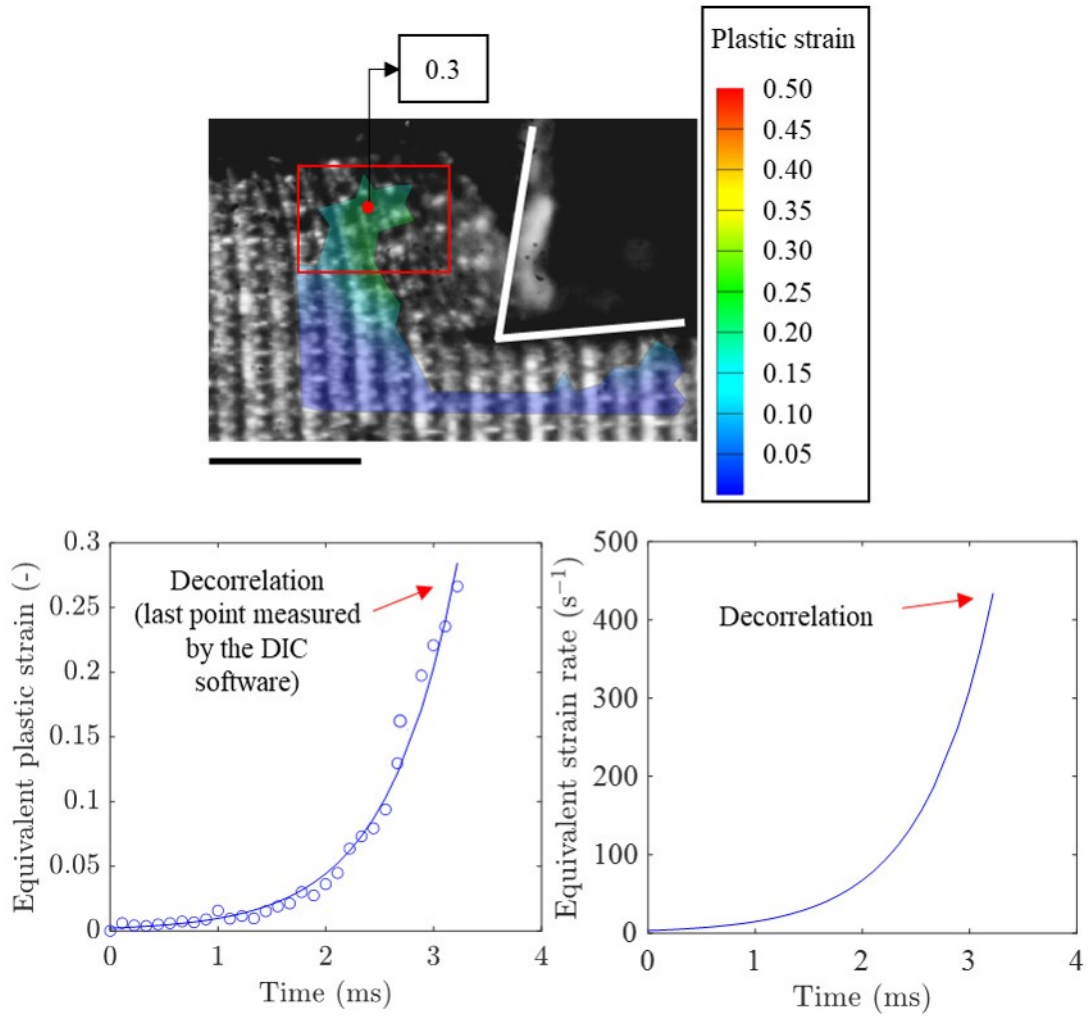 0.3
Plastic strain
0.50
0.45
0.40
0.35
0.30
0.25
0.20
0.15
0.10
0.05
Equivalent plastic strain (-)
0.3
0.25
0.2
0.15
0.1
0.05
0
Decorrelation
(last point measured
by the DIC
software)
0 1 2 3 4
Time (ms)
Equivalent strain rate (s⁻¹)
500
400
300
200
100
0
Decorrelation
0 1 2 3 4
Time (ms)